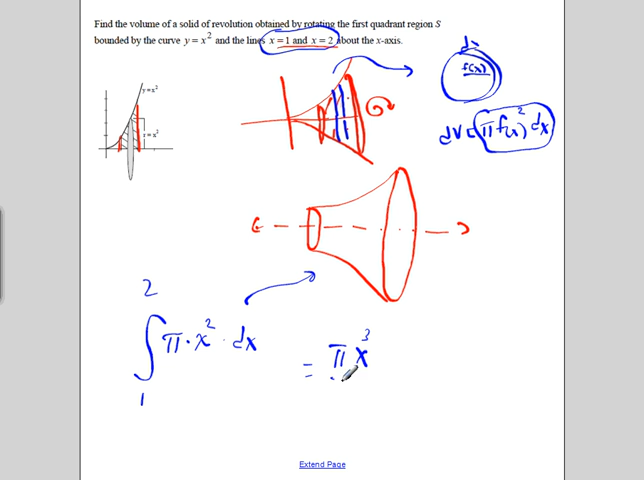 Find the volume of a solid of revolution obtained by rotating the first quadrant region S
bounded by the curve y = x² and the lines x = 1 and x = 2 about the x-axis.
dx
f(x)
y = x²
dV = π f(x)² dx
2
∫ π · x² · dx
1
= πx³
Extend Page